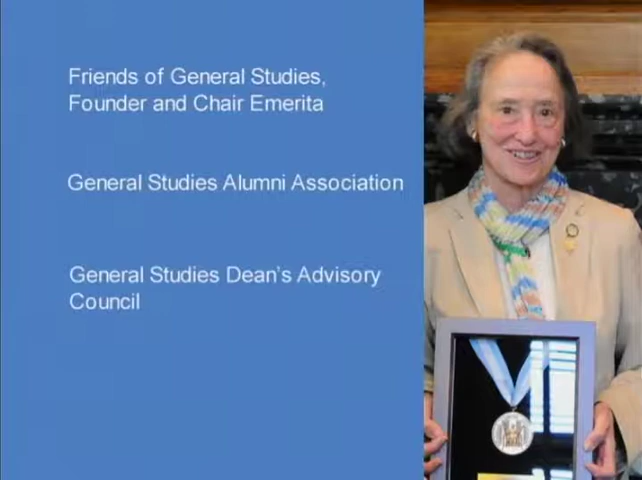 Friends of General Studies,
Founder and Chair Emerita
General Studies Alumni Association
General Studies Dean's Advisory
Council